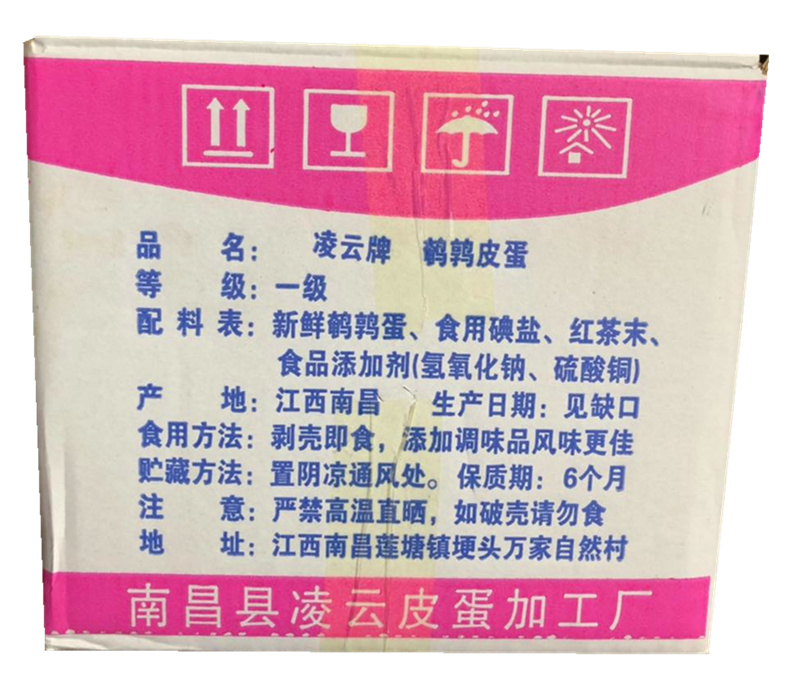 品名：凌云牌 鹌鹑皮蛋
等级：一级
配料表：新鲜鹌鹑蛋、食用碘盐、红茶末、
食品添加剂(氢氧化钠、硫酸铜)
产地：江西南昌 生产日期：见缺口
食用方法：剥壳即食，添加调味品风味更佳
贮藏方法：置阴凉通风处。保质期：6个月
注意：严禁高温直晒，如破壳请勿食
地址：江西南昌莲塘镇埂头万家自然村
南昌县凌云皮蛋加工厂